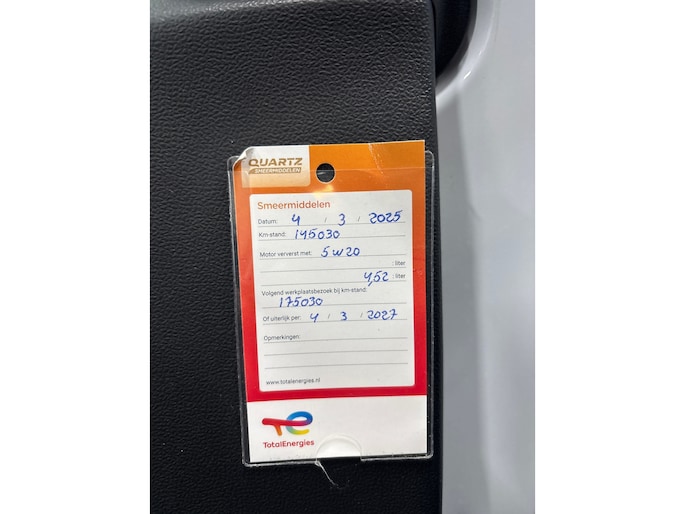 QUARTZ
SMEERMIDDELEN
Smeermiddelen
Datum: 4 / 3 / 2025
Km-stand: 145030
Motor ververst met: 5W20
: liter
4,52 : liter
Volgend werkplaatsbezoek bij km-stand:
175030
Of uiterlijk per: 4 / 3 / 2027
Opmerkingen:
www.totalenergies.nl
TotalEnergies